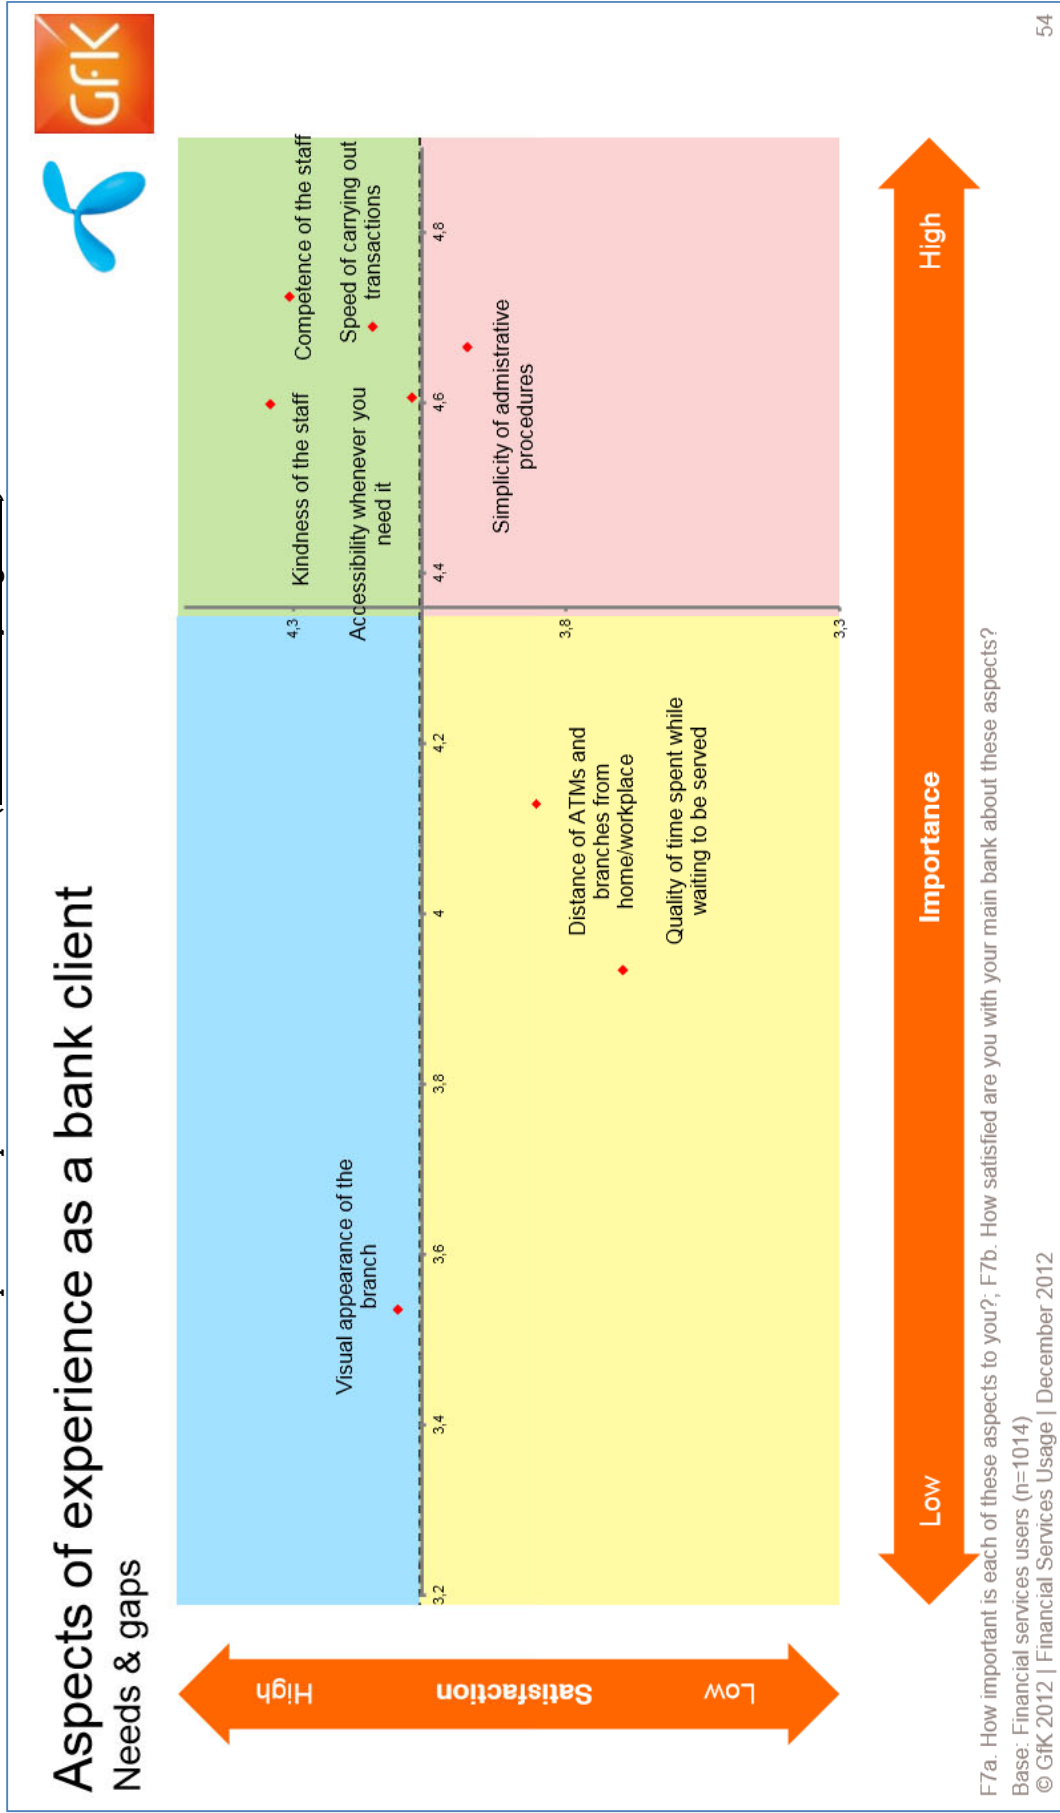 Aspects of experience as a bank client
Needs & gaps
GfK
High
Satisfaction
Low
4,3
3,8
3,3
3,2
3,4
3,6
3,8
4
4,2
4,4
4,6
4,8
Visual appearance of the
branch
Kindness of the staff
Competence of the staff
Accessibility whenever you
need it
Speed of carrying out
transactions
Simplicity of admistrative
procedures
Distance of ATMs and
branches from
home/workplace
Quality of time spent while
waiting to be served
Low
Importance
High
F7a. How important is each of these aspects to you?; F7b. How satisfied are you with your main bank about these aspects?
Base: Financial services users (n=1014)
© GfK 2012 | Financial Services Usage | December 2012
54